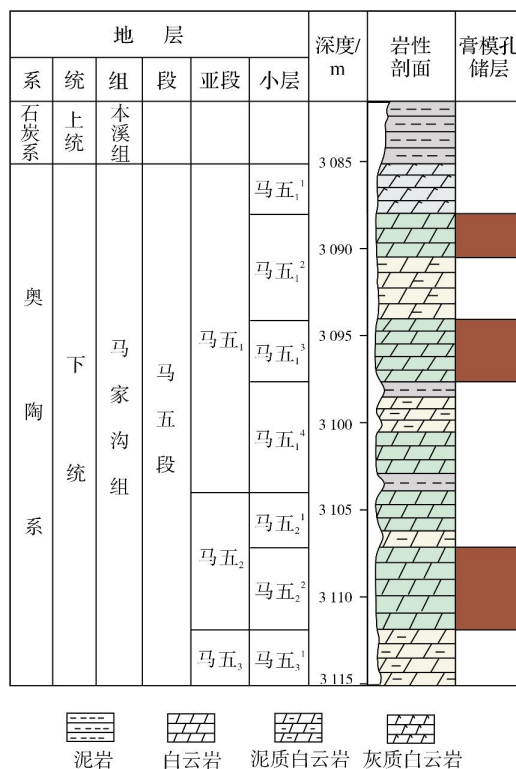 地 层
深度/
m
岩性
剖面
膏模孔
储层
系 统 组 段 亚段 小层
石炭系 上统 本溪组
奥陶系 下统 马家沟组 马五段
马五₁
马五₁¹
马五₁²
马五₁³
马五₁⁴
马五₂
马五₂¹
马五₂²
马五₃
马五₃¹
3 085
3 090
3 095
3 100
3 105
3 110
3 115
泥岩 白云岩 泥质白云岩 灰质白云岩